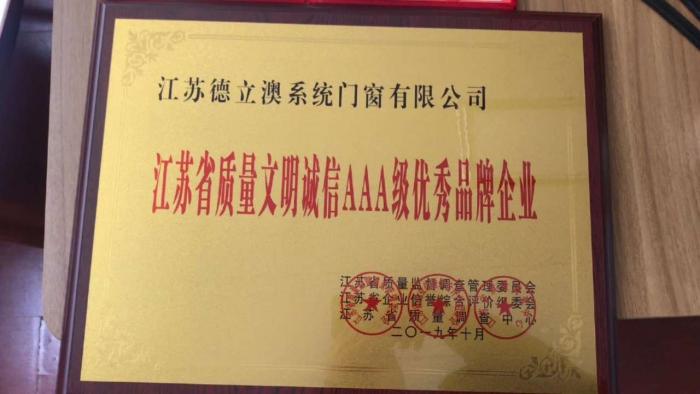 江苏德立澳系统门窗有限公司
江苏省质量文明诚信AAA级优秀品牌企业
江苏省质量监督调查管理委员会
江苏省企业信誉综合评价组委会
江苏省质量调查中心
二〇一九年十月